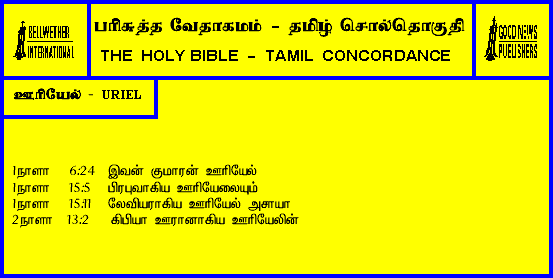 BELLWETHER
INTERNATIONAL
பரிசுத்த வேதாகமம் - தமிழ் சொல்தொகுதி
THE HOLY BIBLE - TAMIL CONCORDANCE
GOOD NEWS
PUBLISHERS
ஊரியேல் - URIEL
1நாளா 6:24 இவன் குமாரன் ஊரியேல்
1நாளா 15:5 பிரபுவாகிய ஊரியேலையும்
1நாளா 15:11 லேவியராகிய ஊரியேல் அசாயா
2நாளா 13:2 கிபியா ஊரானாகிய ஊரியேலின்